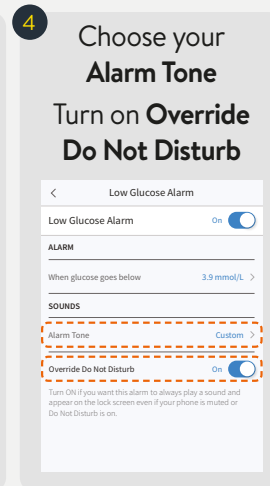 4
Choose your
Alarm Tone
Turn on Override
Do Not Disturb
< Low Glucose Alarm
Low Glucose Alarm On
ALARM
When glucose goes below 3.9 mmol/L >
SOUNDS
Alarm Tone Custom >
Override Do Not Disturb On
Turn ON if you want this alarm to always play a sound and
appear on the lock screen even if your phone is muted or
Do Not Disturb is on.